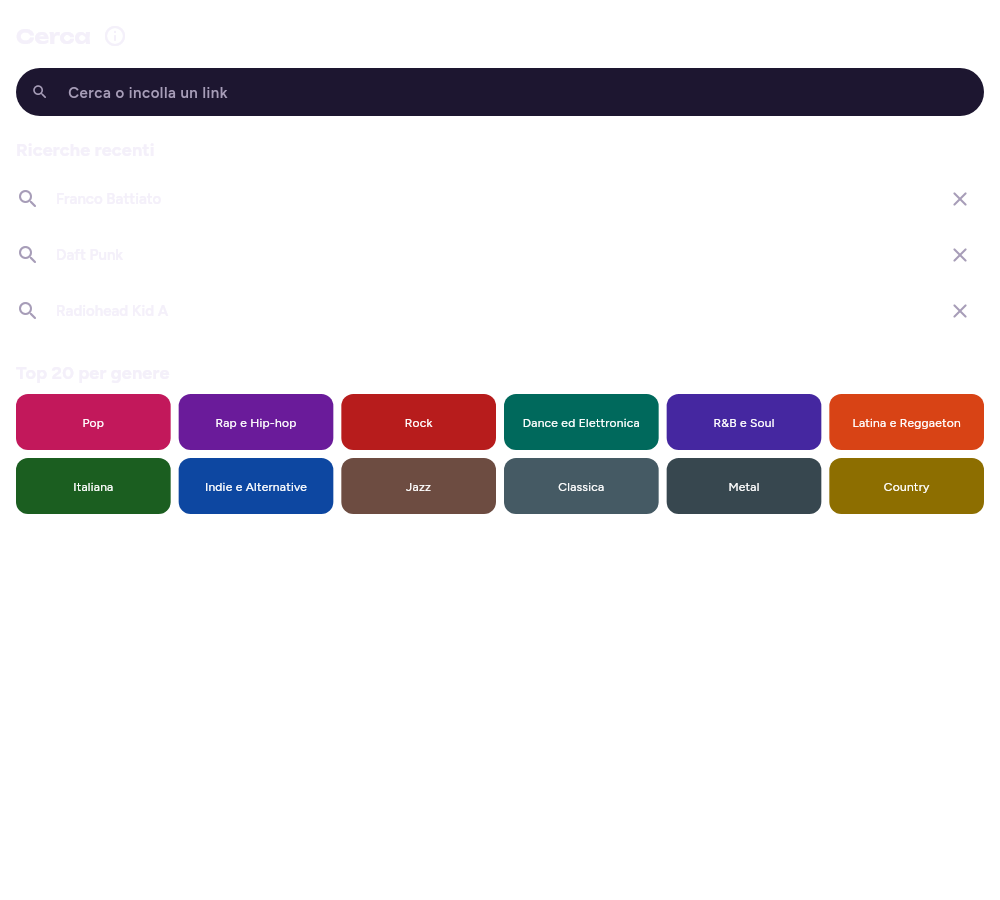 Cerca
Cerca o incolla un link
Ricerche recenti
Franco Battiato
Daft Punk
Radiohead Kid A
Top 20 per genere
Pop
Rap e Hip-hop
Rock
Dance ed Elettronica
R&B e Soul
Latina e Reggaeton
Italiana
Indie e Alternative
Jazz
Classica
Metal
Country